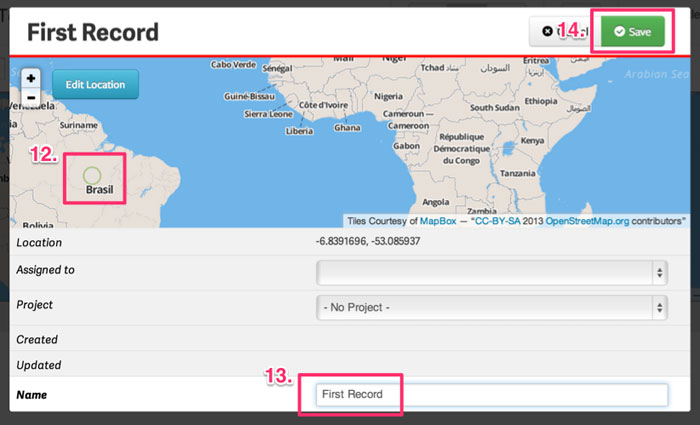 First Record
14.
Save
+
−
Edit Location
Cabo Verde
Sénégal
Mali
Niger
Tchad
السودان
Eritrea
Arabian Sea
Guiné-Bissau
Nigeria
Sierra Leone
Côte d'Ivoire
Cameroun —
Cameroon
South Sudan
Ethiopia
Liberia
Ghana
Suriname
Gabon
République
Démocratique
du Congo
Kenya
12.
Brasil
Tanzania
Angola
Zambia
Bolivia
Tiles Courtesy of MapBox — "CC-BY-SA 2013 OpenStreetMap.org contributors"
Location
-6.8391696, -53.085937
Assigned to
Project
- No Project -
Created
Updated
13.
Name
First Record